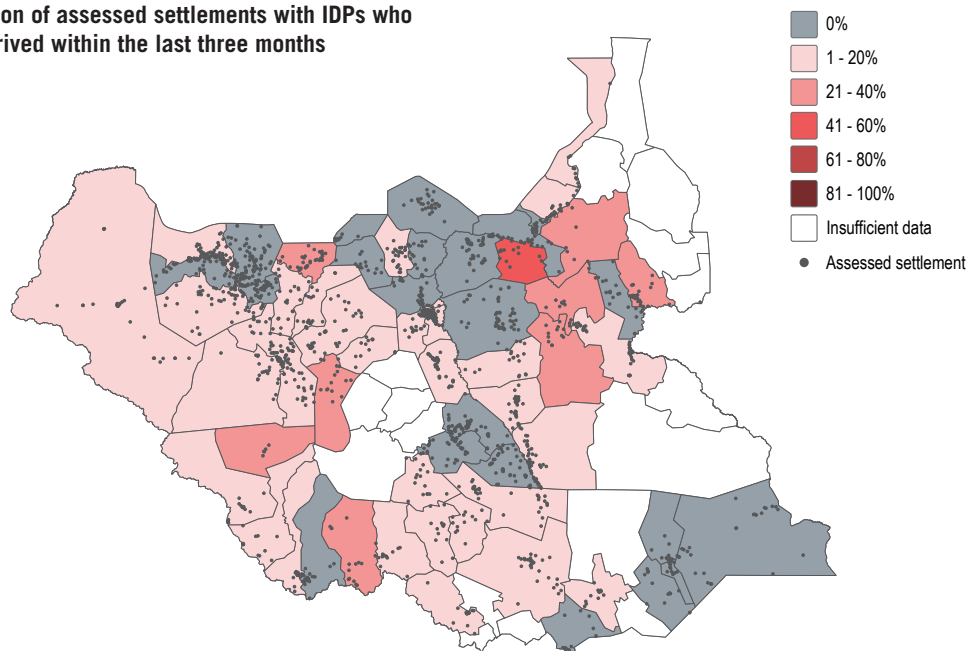 ion of assessed settlements with IDPs who
rived within the last three months
0%
1 - 20%
21 - 40%
41 - 60%
61 - 80%
81 - 100%
Insufficient data
Assessed settlement